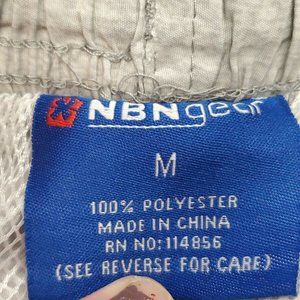 NBNgear
M
100% POLYESTER
MADE IN CHINA
RN NO: 114856
(SEE REVERSE FOR CARE)